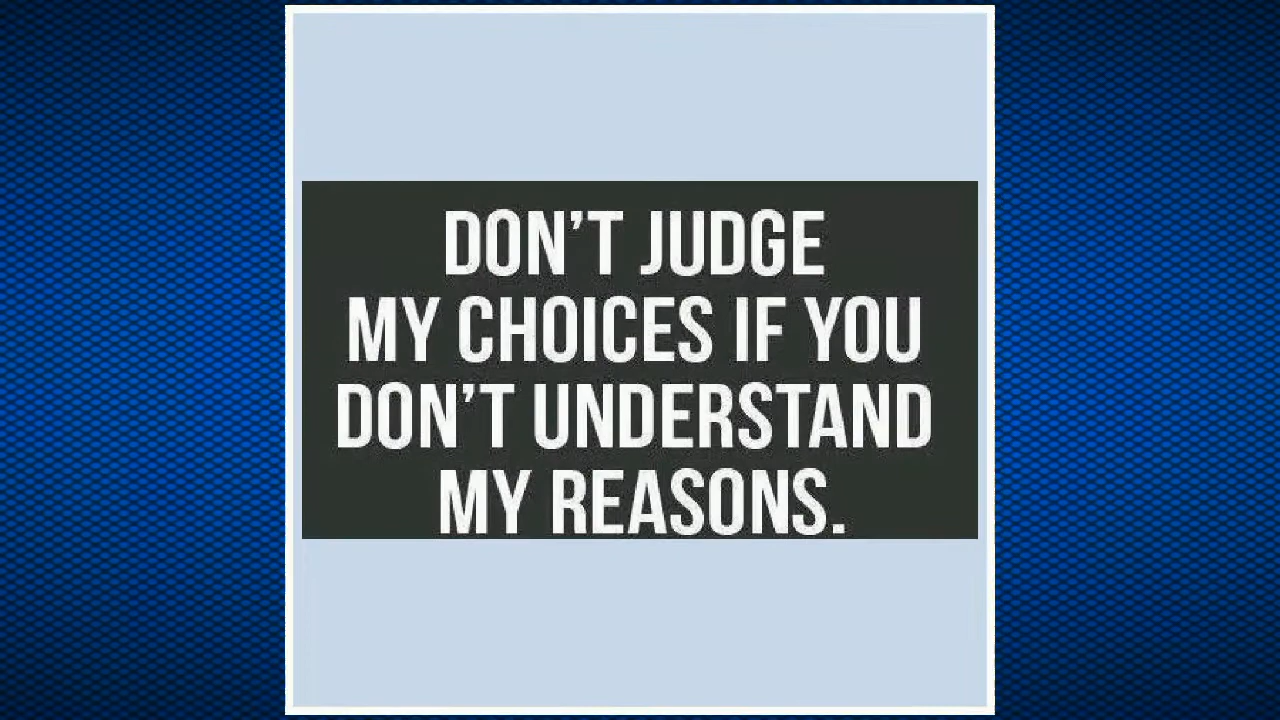 DON'T JUDGE
MY CHOICES IF YOU
DON'T UNDERSTAND
MY REASONS.